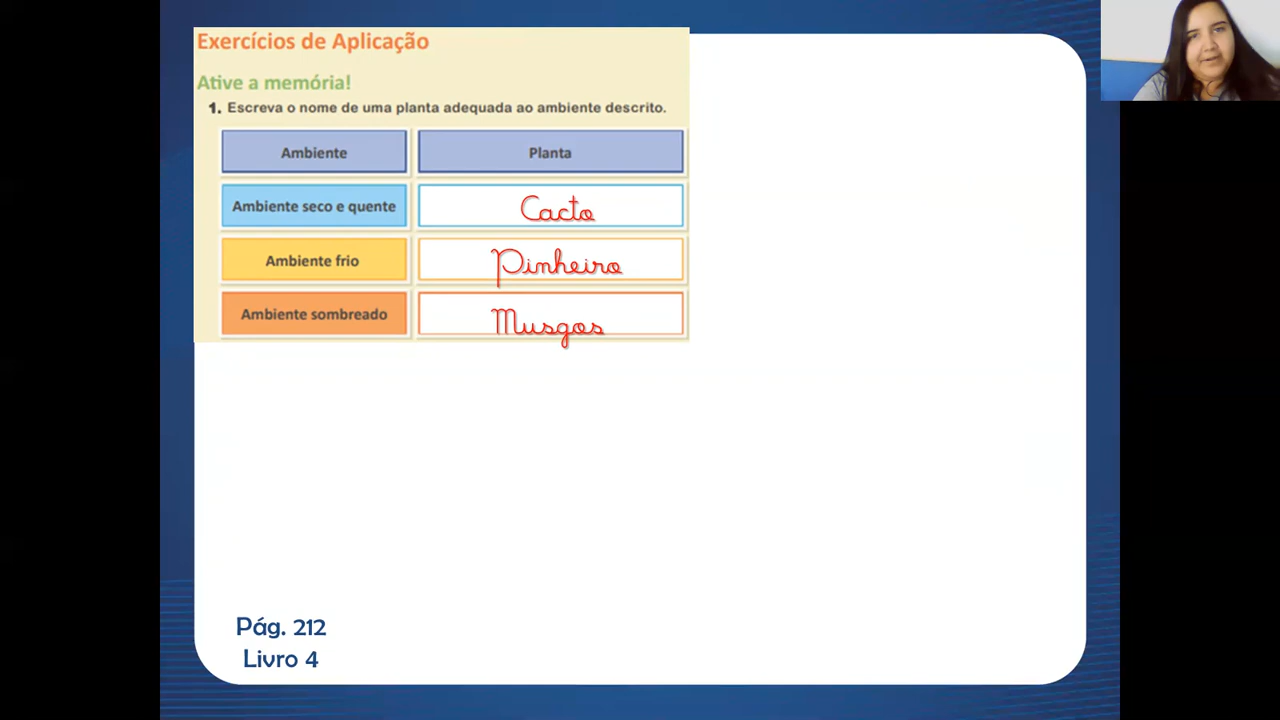 Exercícios de Aplicação
Ative a memória!
1. Escreva o nome de uma planta adequada ao ambiente descrito.
Ambiente Planta
Ambiente seco e quente Cacto
Ambiente frio Pinheiro
Ambiente sombreado Musgos
Pág. 212
Livro 4